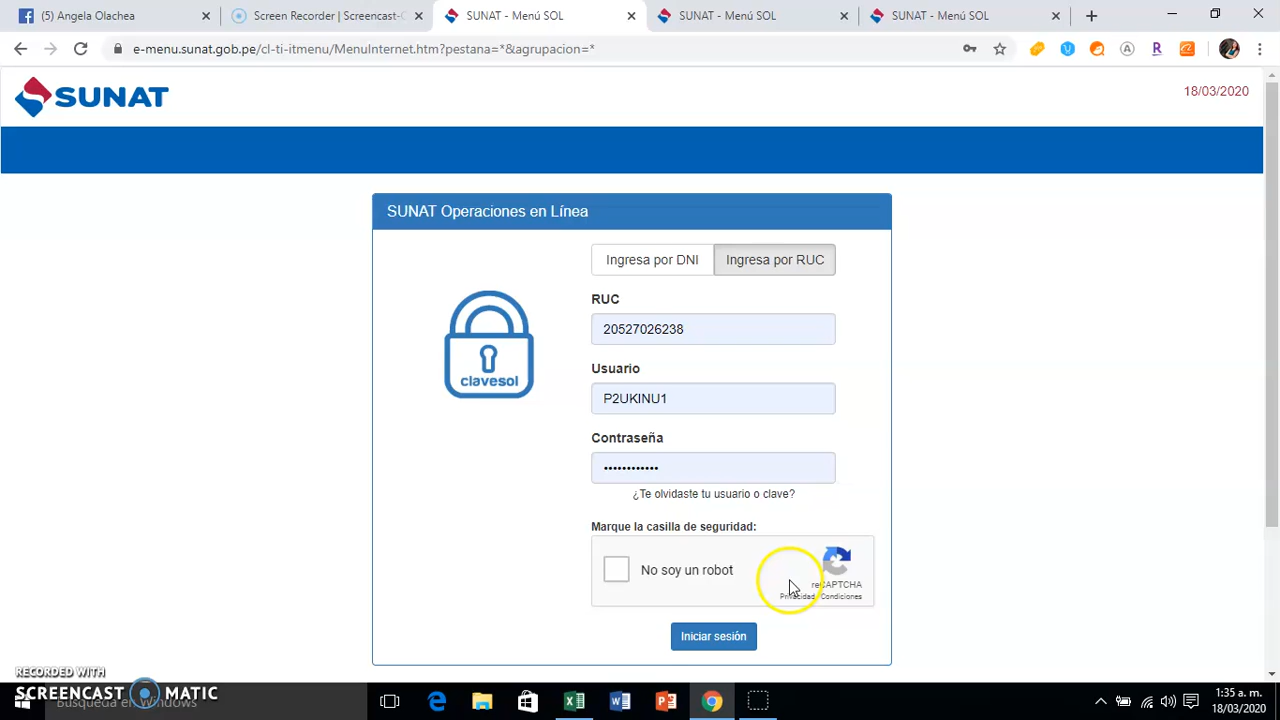 (5) Angela Olachea
Screen Recorder | Screencast-O
SUNAT - Menú SOL
SUNAT - Menú SOL
SUNAT - Menú SOL
e-menu.sunat.gob.pe/cl-ti-itmenu/MenuInternet.htm?pestana=*&agrupacion=*
SUNAT
18/03/2020
SUNAT Operaciones en Línea
Ingresa por DNI
Ingresa por RUC
clavesol
RUC
20527026238
Usuario
P2UKINU1
Contraseña
••••••••••••
¿Te olvidaste tu usuario o clave?
Marque la casilla de seguridad:
No soy un robot
reCAPTCHA
Privacidad - Condiciones
Iniciar sesión
RECORDED WITH
SCREENCAST MATIC
Búsqueda en Windows
1:35 a. m.
18/03/2020